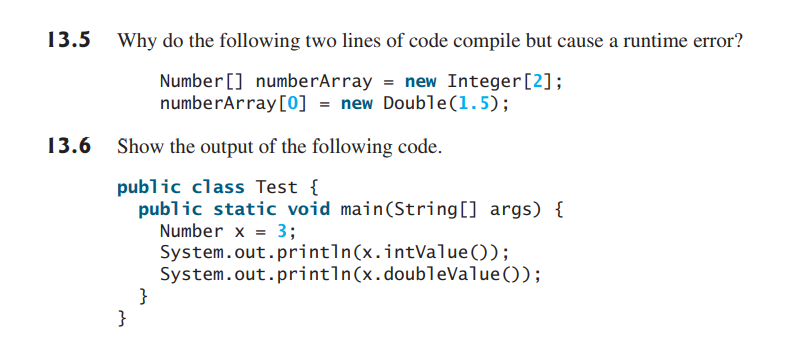 13.5 Why do the following two lines of code compile but cause a runtime error?
Number[] numberArray = new Integer[2];
numberArray[0] = new Double(1.5);
13.6 Show the output of the following code.
public class Test {
public static void main(String[] args) {
Number x = 3;
System.out.println(x.intValue());
System.out.println(x.doubleValue());
}
}